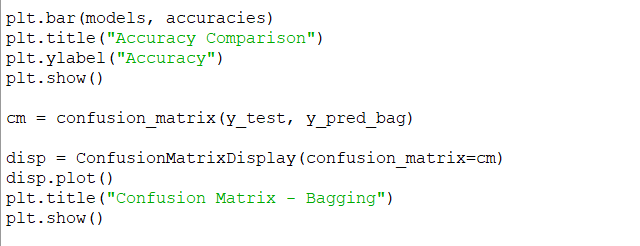 plt.bar(models, accuracies)
plt.title("Accuracy Comparison")
plt.ylabel("Accuracy")
plt.show()
cm = confusion_matrix(y_test, y_pred_bag)
disp = ConfusionMatrixDisplay(confusion_matrix=cm)
disp.plot()
plt.title("Confusion Matrix - Bagging")
plt.show()